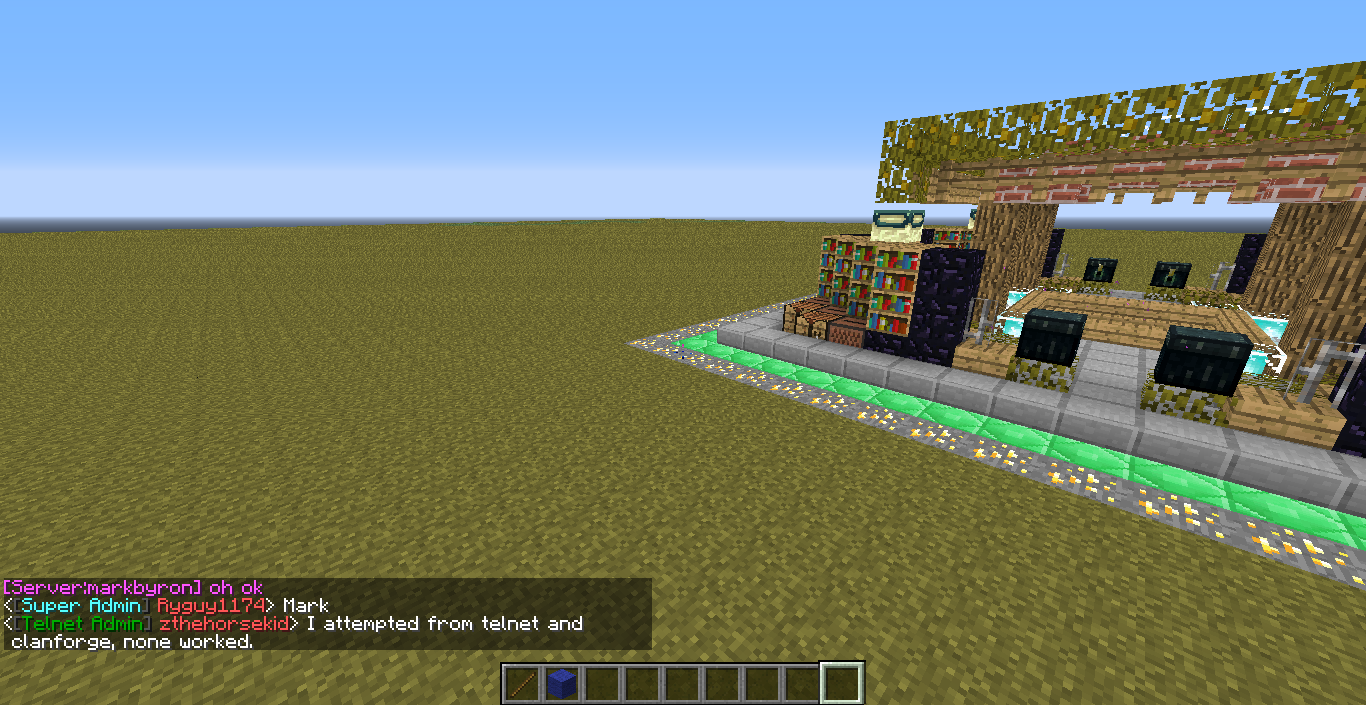 [Server:markbyron] oh ok
<[Super Admin] Ryguy1174> Mark
<[Telnet Admin] zthehorsekid> I attempted from telnet and
clanforge, none worked.